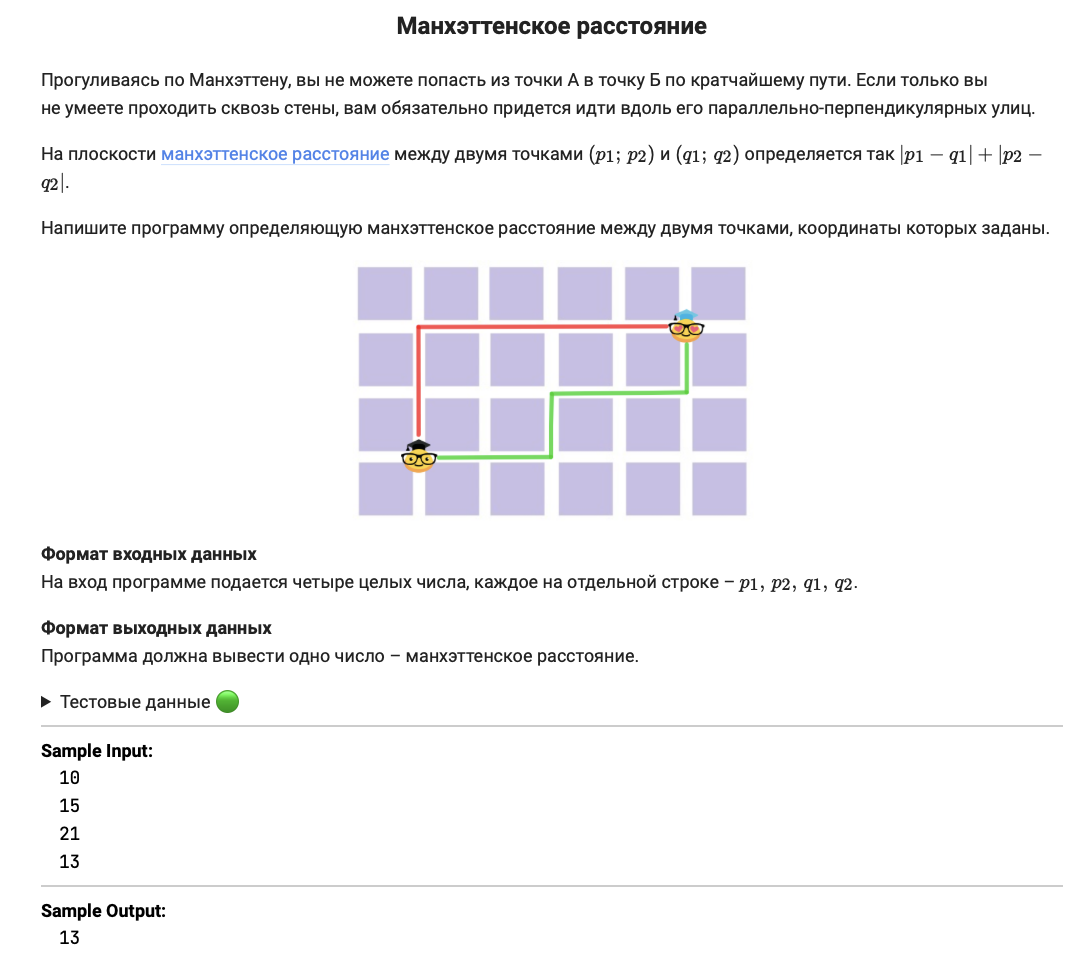 Манхэттенское расстояние
Прогуливаясь по Манхэттену, вы не можете попасть из точки А в точку Б по кратчайшему пути. Если только вы
не умеете проходить сквозь стены, вам обязательно придется идти вдоль его параллельно-перпендикулярных улиц.
На плоскости манхэттенское расстояние между двумя точками (p1; p2) и (q1; q2) определяется так |p1 − q1| + |p2 −
q2|.
Напишите программу определяющую манхэттенское расстояние между двумя точками, координаты которых заданы.
Формат входных данных
На вход программе подается четыре целых числа, каждое на отдельной строке – p1, p2, q1, q2.
Формат выходных данных
Программа должна вывести одно число – манхэттенское расстояние.
Тестовые данные
Sample Input:
10
15
21
13
Sample Output:
13